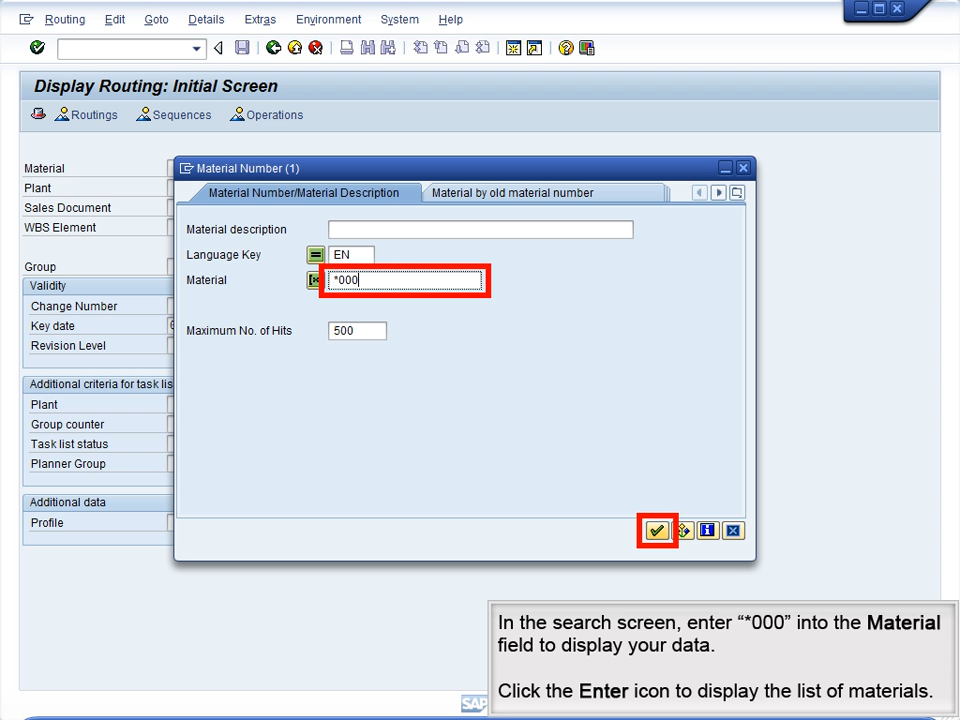 Routing Edit Goto Details Extras Environment System Help
Display Routing: Initial Screen
Routings Sequences Operations
Material
Plant
Sales Document
WBS Element
Group
Validity
Change Number
Key date
Revision Level
Additional criteria for task lis
Plant
Group counter
Task list status
Planner Group
Additional data
Profile
Material Number (1)
Material Number/Material Description Material by old material number
Material description
Language Key EN
Material *000
Maximum No. of Hits 500
In the search screen, enter “*000” into the Material
field to display your data.
Click the Enter icon to display the list of materials.
SAP